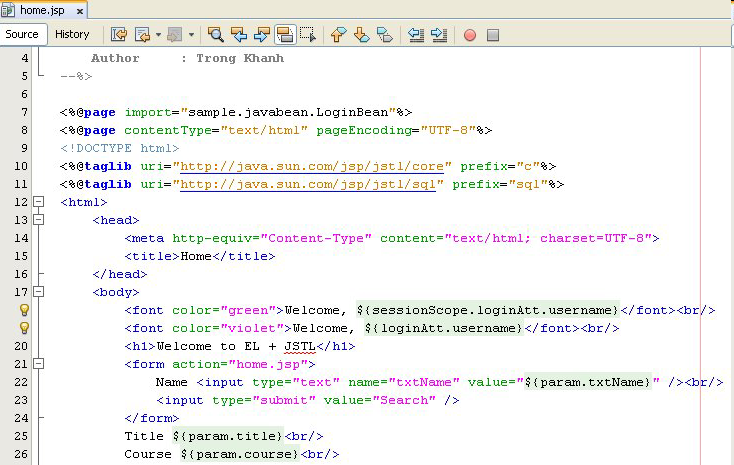 home.jsp x
Source History
4 Author : Trong Khanh
5 --%>
6
7 <%@page import="sample.javabean.LoginBean"%>
8 <%@page contentType="text/html" pageEncoding="UTF-8"%>
9 <!DOCTYPE html>
10 <%@taglib uri="http://java.sun.com/jsp/jstl/core" prefix="c"%>
11 <%@taglib uri="http://java.sun.com/jsp/jstl/sql" prefix="sql"%>
12 <html>
13 <head>
14 <meta http-equiv="Content-Type" content="text/html; charset=UTF-8">
15 <title>Home</title>
16 </head>
17 <body>
<font color="green">Welcome, ${sessionScope.loginAtt.username}</font><br/>
<font color="violet">Welcome, ${loginAtt.username}</font><br/>
20 <h1>Welcome to EL + JSTL</h1>
21 <form action="home.jsp">
22 Name <input type="text" name="txtName" value="${param.txtName}" /><br/>
23 <input type="submit" value="Search" />
24 </form>
25 Title ${param.title}<br/>
26 Course ${param.course}<br/>